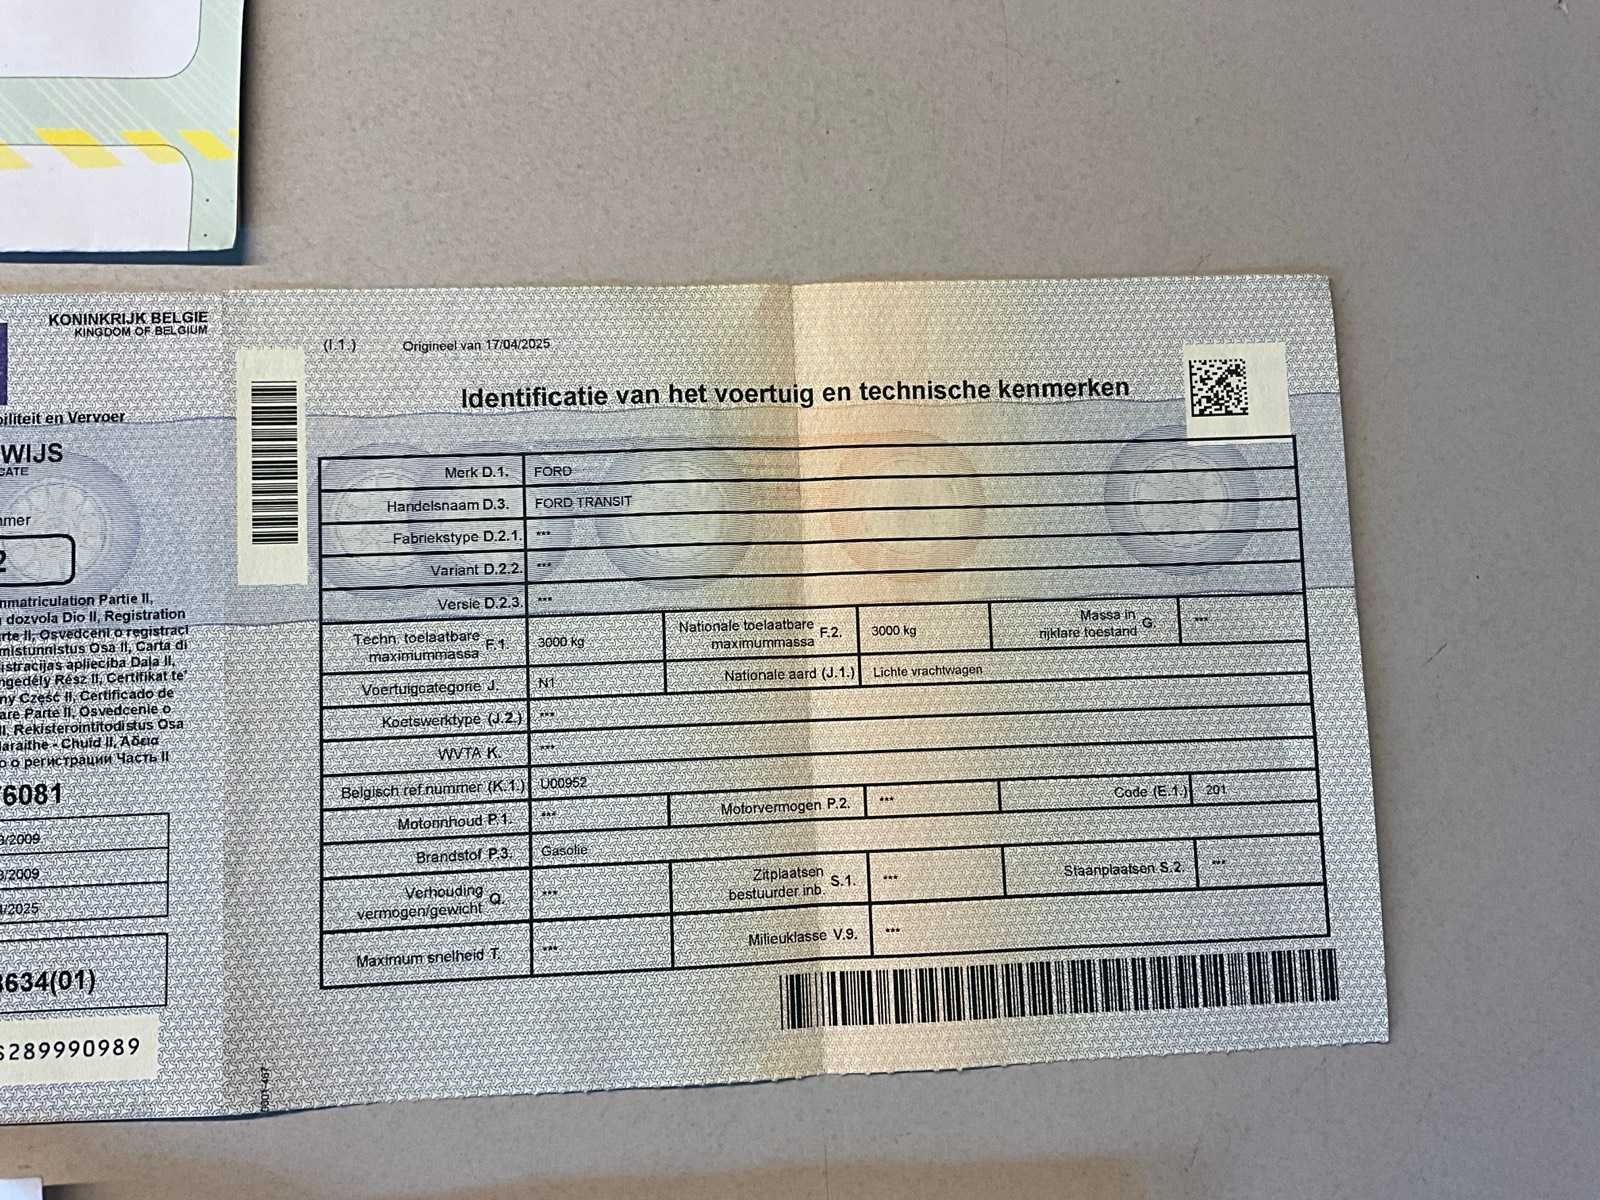 KONINKRIJK BELGIE
KINGDOM OF BELGIUM
biliteit en Vervoer
WIJS
CATE
mmer
2
nmatriculation Partie II,
dozvola Dio II, Registration
rte II, Osvedceni o registraci
mistunnistus Osa II, Carta di
istracijas apliecība Daļa II,
ngedély Rész II, Certifikat te'
ny Część II, Certificado de
are Parte II, Osvedcenie o
II, Rekisteröintitodistus Osa
laraithe - Chuid II, Άδεια
о регистрации Часть II
6081
/2009
/2009
/2025
634(01)
S289990989
(I.1.) Origineel van 17/04/2025
Identificatie van het voertuig en technische kenmerken
Merk D.1. FORD
Handelsnaam D.3. FORD TRANSIT
Fabriekstype D.2.1. ***
Variant D.2.2. ***
Versie D.2.3. ***
Techn. toelaatbare maximummassa F.1. 3000 kg Nationale toelaatbare maximummassa F.2. 3000 kg Massa in rijklare toestand G. ***
Voertuigcategorie J. N1 Nationale aard (J.1.) Lichte vrachtwagen
Koetswerktype (J.2.) ***
WVTA K. ***
Belgisch ref.nummer (K.1.) U00952
Motorinhoud P.1. *** Motorvermogen P.2. *** Code (E.1.) 201
Brandstof P.3. Gasolie
Verhouding vermogen/gewicht Q. *** Zitplaatsen bestuurder inb. S.1. *** Staanplaatsen S.2. ***
Maximum snelheid T. *** Milieuklasse V.9. ***